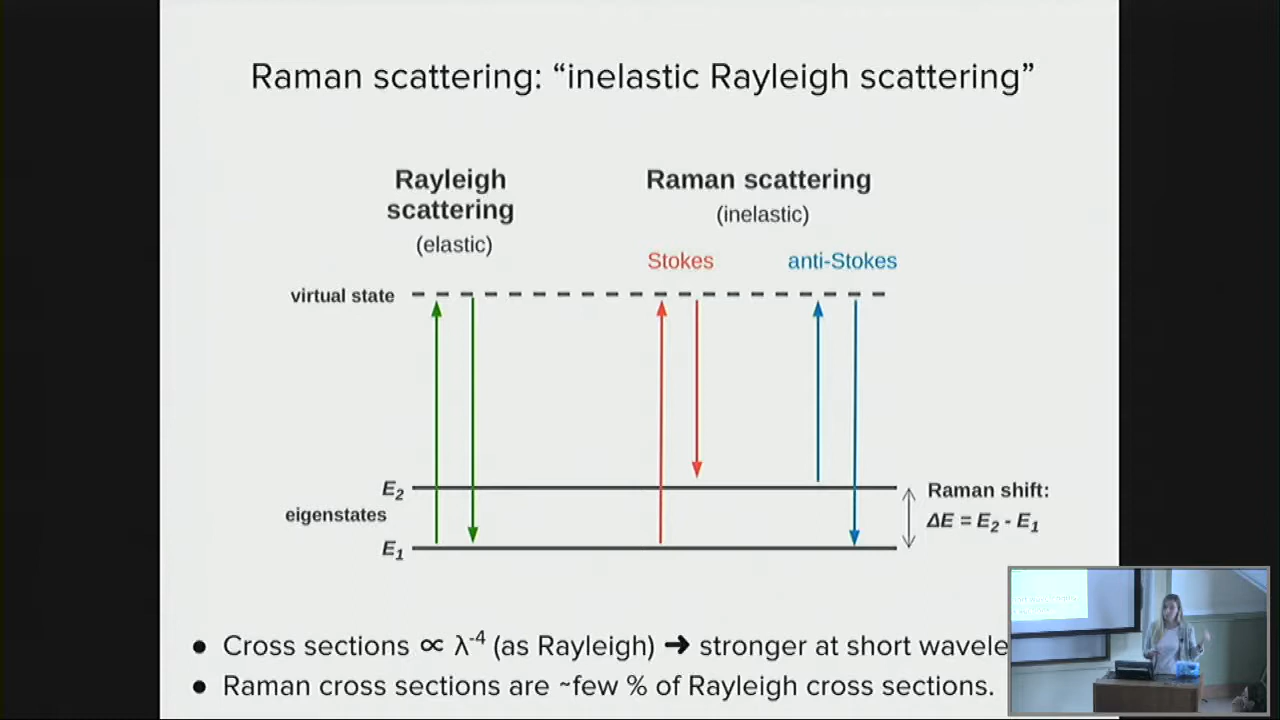 Raman scattering: “inelastic Rayleigh scattering”
Rayleigh
scattering
(elastic)
Raman scattering
(inelastic)
Stokes
anti-Stokes
virtual state
E2
eigenstates
E1
Raman shift:
ΔE = E2 - E1
● Cross sections ∝ λ-4 (as Rayleigh) ➜ stronger at short
● Raman cross sections are ~few % of Rayleigh cross sections.